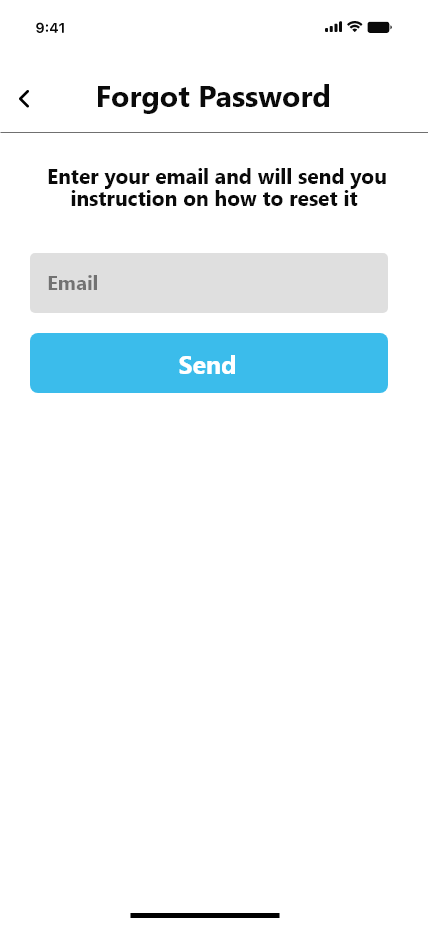 9:41
Forgot Password
Enter your email and will send you
instruction on how to reset it
Email
Send